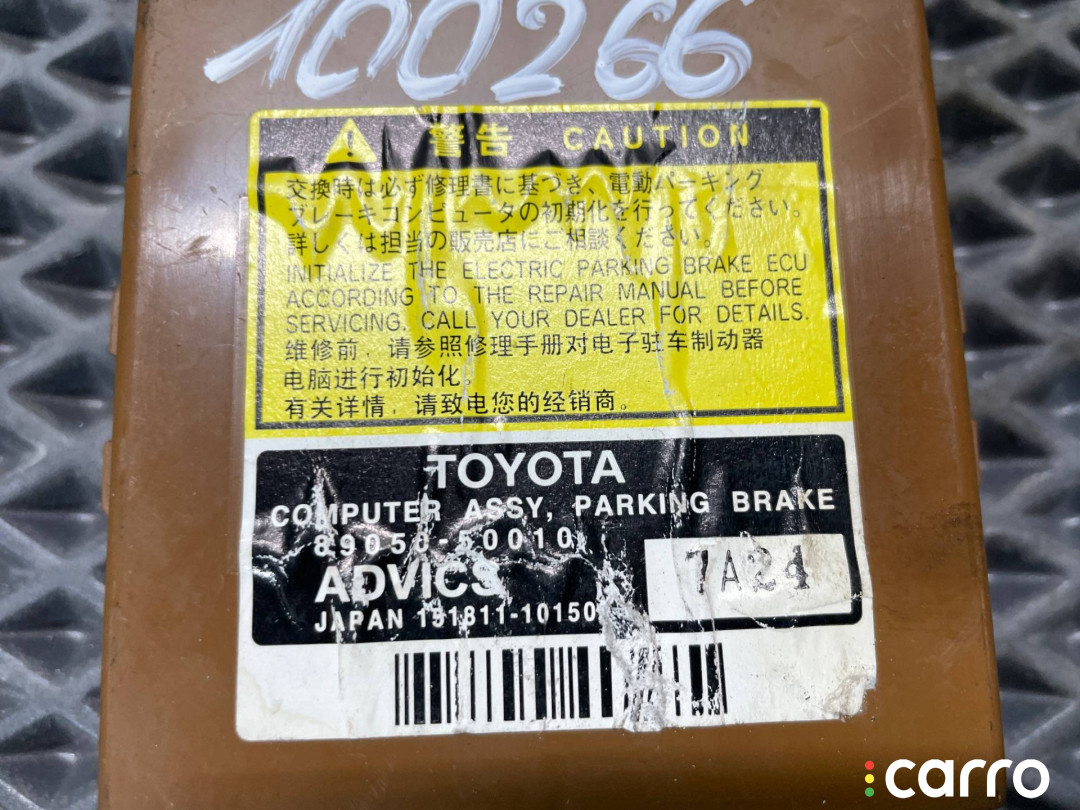 100266
警告 CAUTION
交換時は必ず修理書に基づき、電動パーキング
ブレーキコンピュータの初期化を行ってください。
詳しくは担当の販売店にご相談ください。
INITIALIZE THE ELECTRIC PARKING BRAKE ECU
ACCORDING TO THE REPAIR MANUAL BEFORE
SERVICING. CALL YOUR DEALER FOR DETAILS.
维修前，请参照修理手册对电子驻车制动器
电脑进行初始化。
有关详情，请致电您的经销商。
TOYOTA
COMPUTER ASSY, PARKING BRAKE
89050-50010
7A24
ADVICS
JAPAN 151811-10150
carro